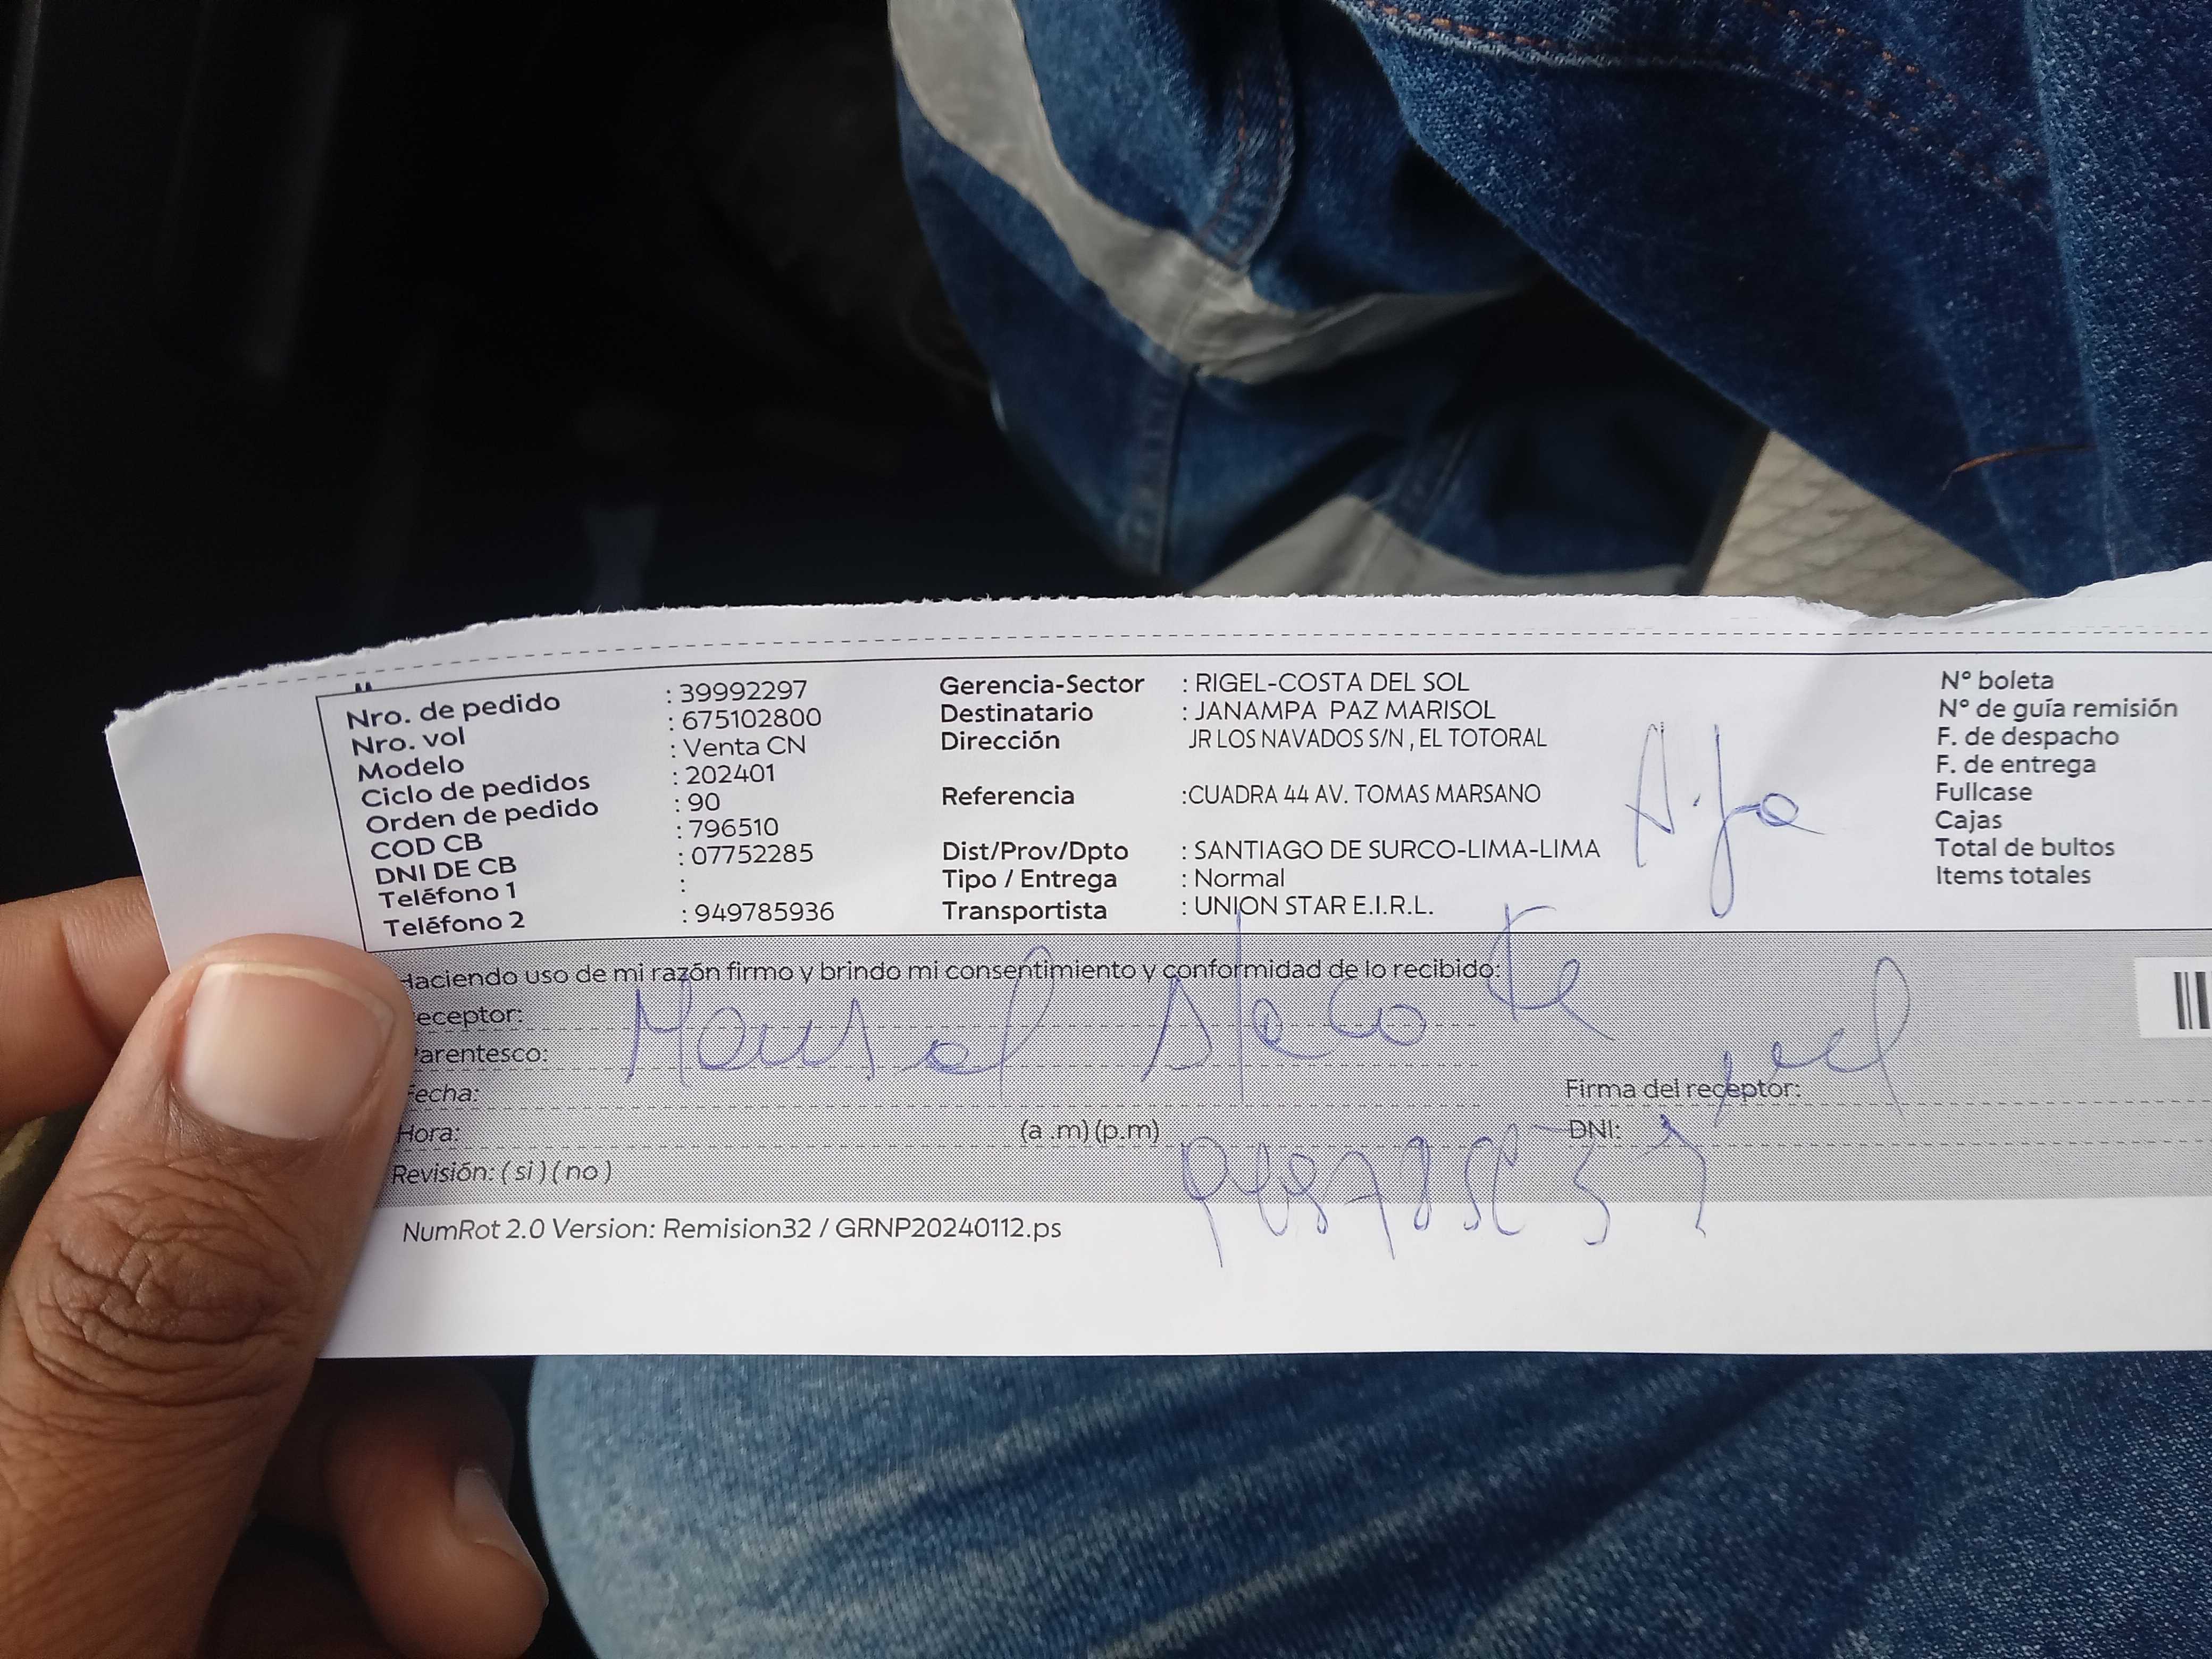 Nro. de pedido : 39992297
Nro. vol : 675102800
Modelo : Venta CN
Ciclo de pedidos : 202401
Orden de pedido : 90
COD CB : 796510
DNI DE CB : 07752285
Teléfono 1 :
Teléfono 2 : 949785936
Gerencia-Sector : RIGEL-COSTA DEL SOL
Destinatario : JANAMPA PAZ MARISOL
Dirección JR LOS NAVADOS S/N , EL TOTORAL
Referencia :CUADRA 44 AV. TOMAS MARSANO
Dist/Prov/Dpto : SANTIAGO DE SURCO-LIMA-LIMA
Tipo / Entrega : Normal
Transportista : UNION STAR E.I.R.L.
Hija
N° boleta
N° de guía remisión
F. de despacho
F. de entrega
Fullcase
Cajas
Total de bultos
Items totales
Haciendo uso de mi razón firmo y brindo mi consentimiento y conformidad de lo recibido:
eceptor:
Parentesco:
Fecha:
Firma del receptor:
Hora: (a .m) (p.m)
DNI:
Revisión: ( si ) ( no )
NumRot 2.0 Version: Remision32 / GRNP20240112.ps